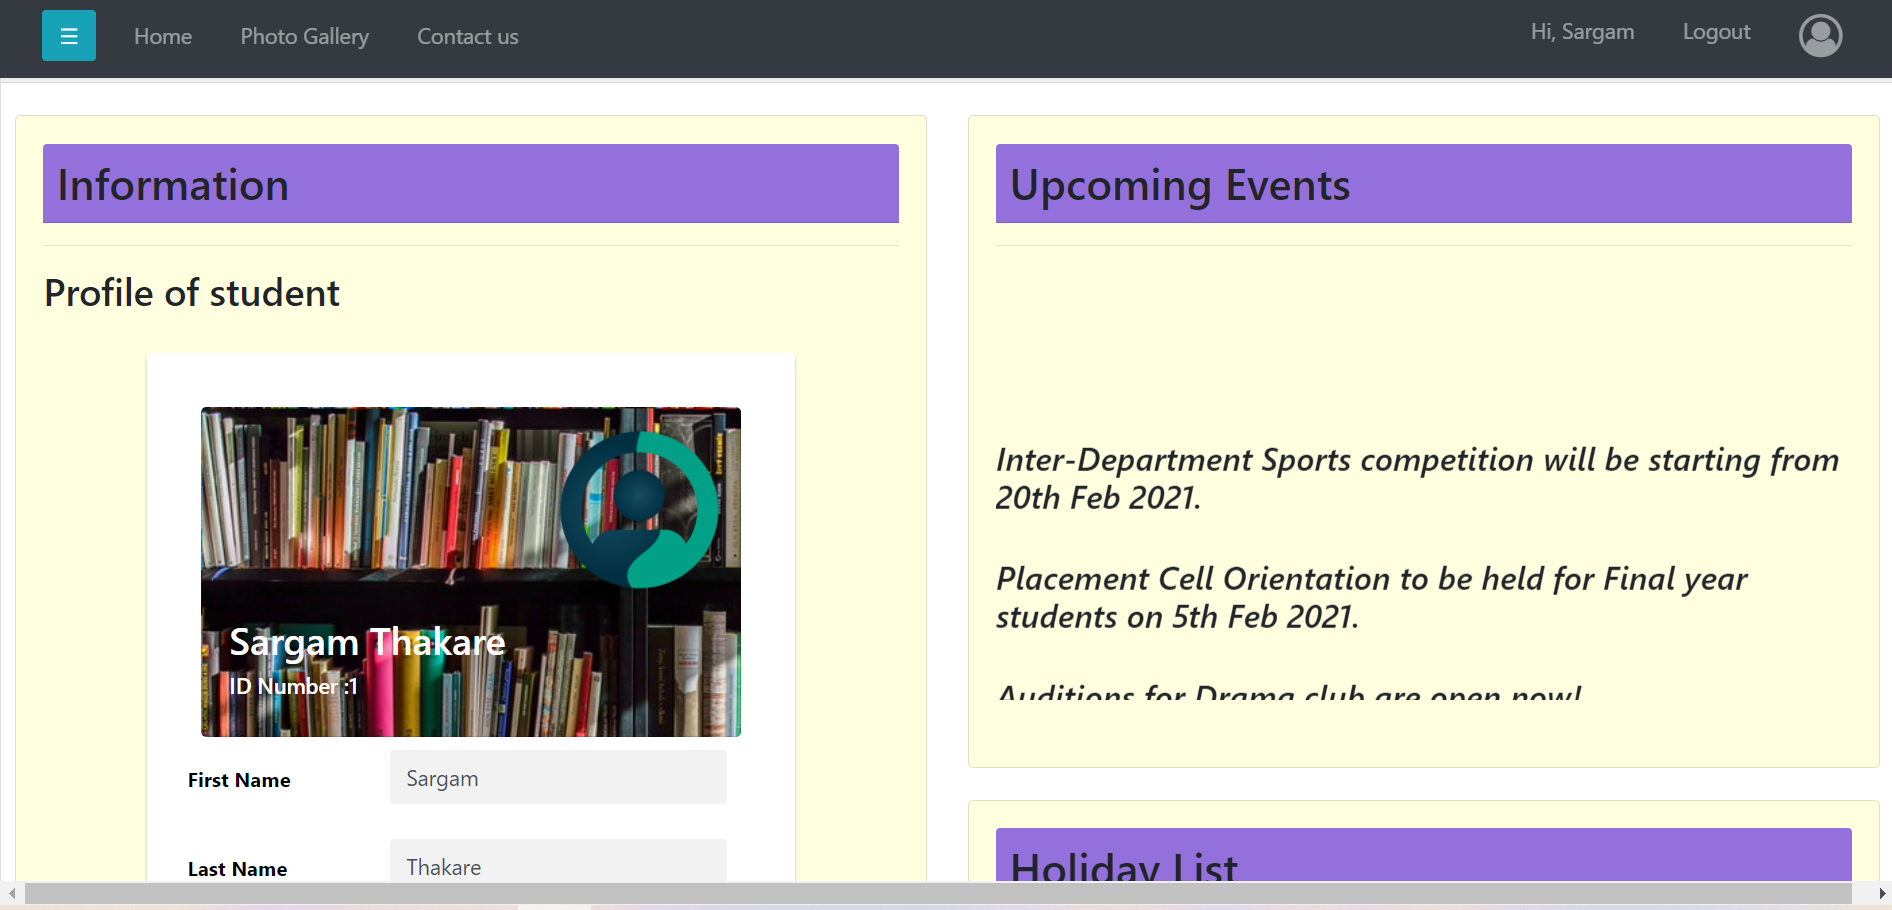 ☰ Home Photo Gallery Contact us Hi, Sargam Logout
Information
Profile of student
Sargam Thakare
ID Number :1
First Name Sargam
Last Name Thakare
Upcoming Events
Inter-Department Sports competition will be starting from
20th Feb 2021.
Placement Cell Orientation to be held for Final year
students on 5th Feb 2021.
Auditions for Drama club are open now!
Holiday List